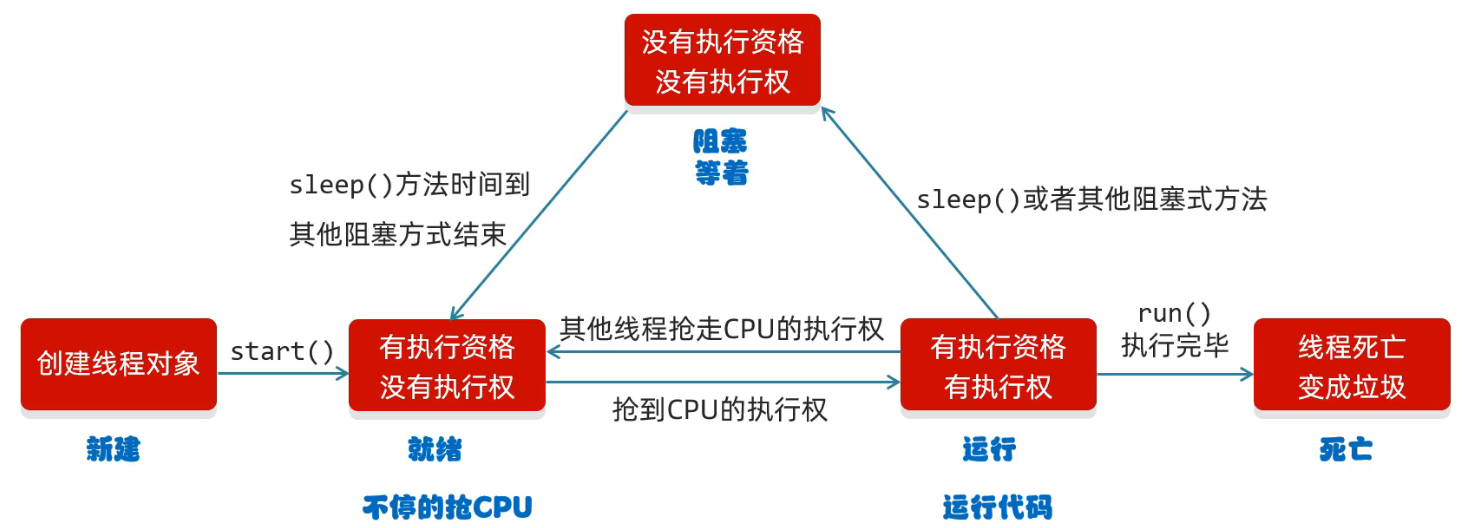 没有执行资格
没有执行权
阻塞
等着
sleep()方法时间到
其他阻塞方式结束
sleep()或者其他阻塞式方法
创建线程对象
新建
start()
有执行资格
没有执行权
就绪
不停的抢CPU
其他线程抢走CPU的执行权
抢到CPU的执行权
有执行资格
有执行权
运行
运行代码
run()
执行完毕
线程死亡
变成垃圾
死亡